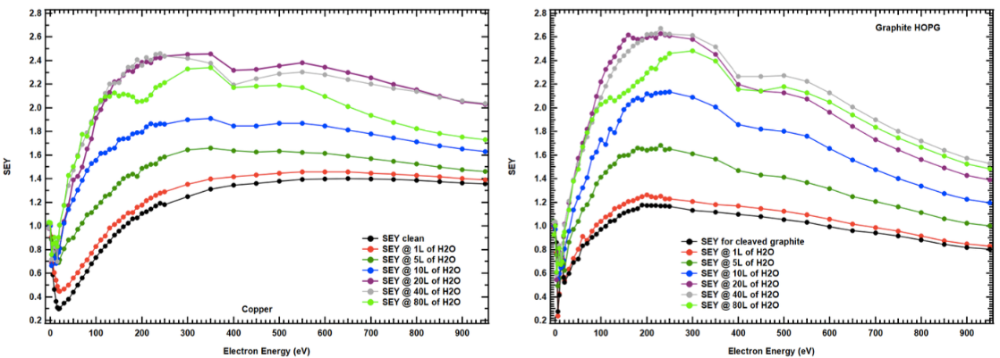 2.8
2.6
2.4
2.2
2.0
1.8
1.6
1.4
1.2
1.0
0.8
0.6
0.4
0.2
SEY
0 100 200 300 400 500 600 700 800 900
Electron Energy (eV)
SEY clean
SEY @ 1L of H2O
SEY @ 5L of H2O
SEY @ 10L of H2O
SEY @ 20L of H2O
SEY @ 40L of H2O
SEY @ 80L of H2O
Copper
2.8
2.6
2.4
2.2
2.0
1.8
1.6
1.4
1.2
1.0
0.8
0.6
0.4
0.2
SEY
0 100 200 300 400 500 600 700 800 900
Electron Energy (eV)
Graphite HOPG
SEY for cleaved graphite
SEY @ 1L of H2O
SEY @ 5L of H2O
SEY @ 10L of H2O
SEY @ 20L of H2O
SEY @ 40L of H2O
SEY @ 80L of H2O